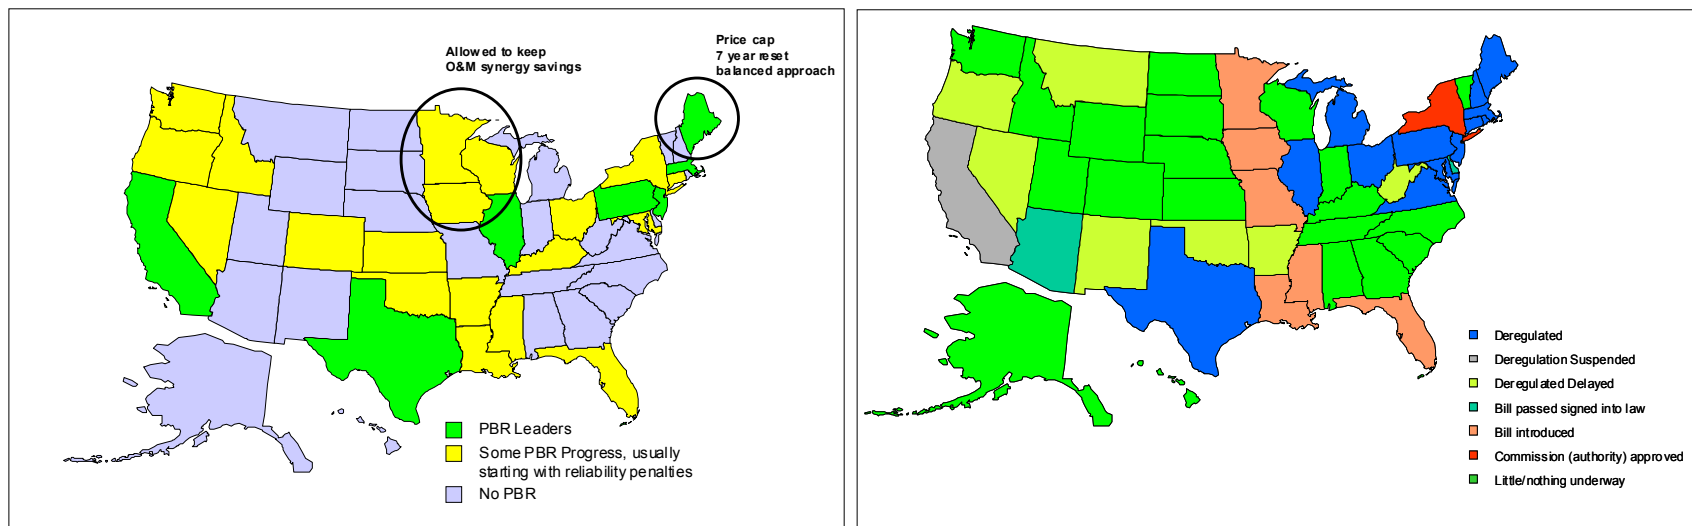 Allowed to keep
O&M synergy savings
Price cap
7 year reset
balanced approach
PBR Leaders
Some PBR Progress, usually
starting with reliability penalties
No PBR
Deregulated
Deregulation Suspended
Deregulated Delayed
Bill passed signed into law
Bill introduced
Commission (authority) approved
Little/nothing underway